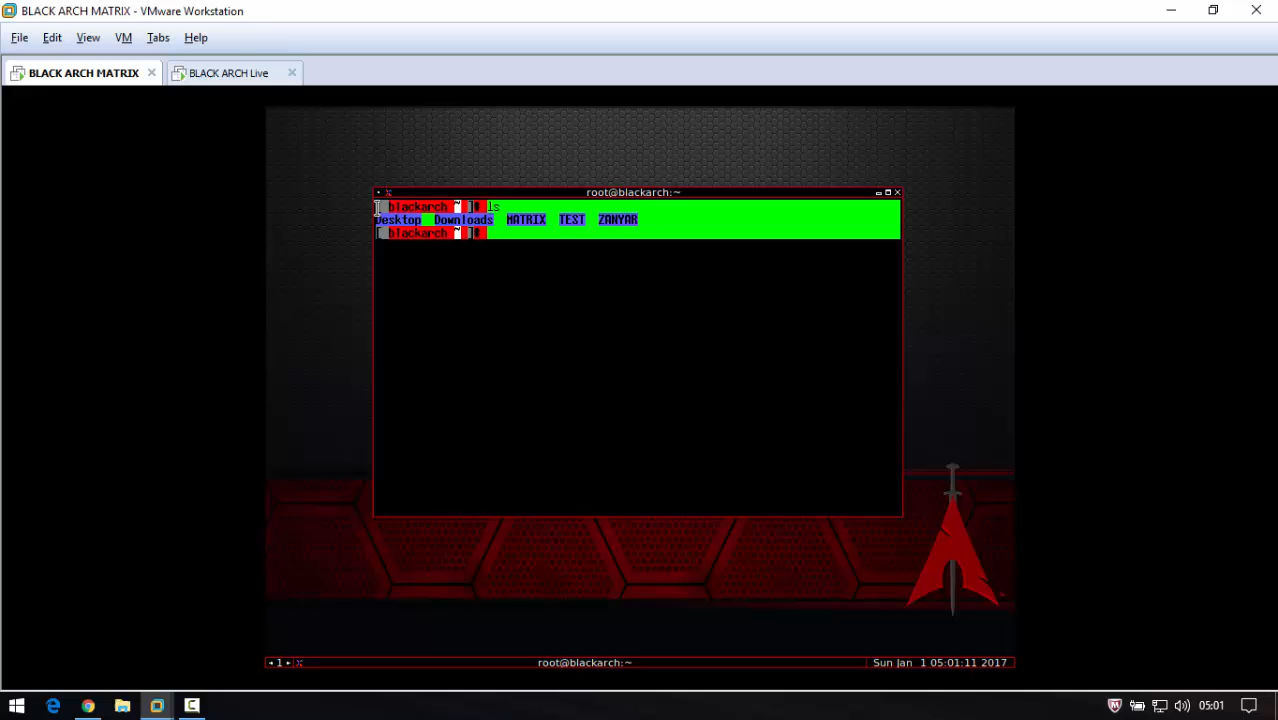 BLACK ARCH MATRIX - VMware Workstation
File Edit View VM Tabs Help
BLACK ARCH MATRIX BLACK ARCH Live
root@blackarch:~
[ blackarch ~ ]# ls
Desktop Downloads MATRIX TEST ZANYAR
[ blackarch ~ ]#
1 root@blackarch:~ Sun Jan 1 05:01:11 2017
05:01